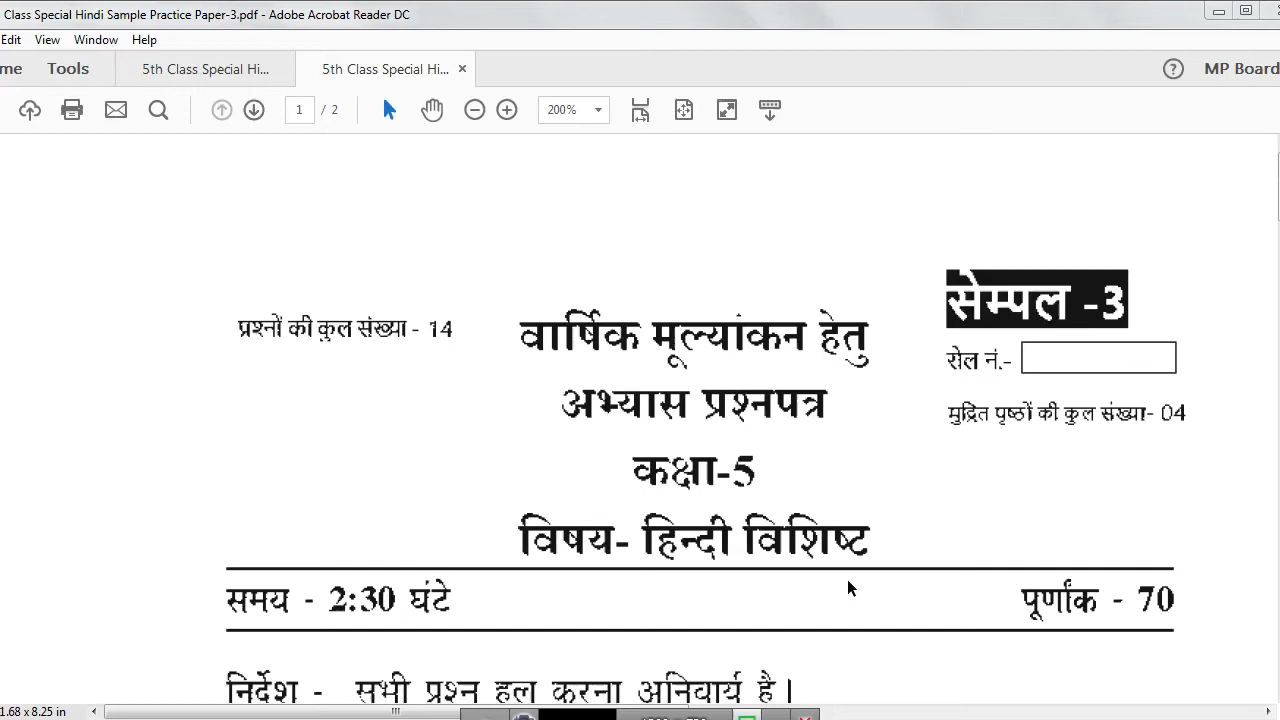 Class Special Hindi Sample Practice Paper-3.pdf - Adobe Acrobat Reader DC
Edit View Window Help
me Tools 5th Class Special Hi... 5th Class Special Hi... × MP Board
1 / 2 200%
सेम्पल -3
प्रश्नों की कुल संख्या - 14
वार्षिक मूल्यांकन हेतु
रोल नं.-
अभ्यास प्रश्नपत्र
मुद्रित पृष्ठों की कुल संख्या- 04
कक्षा-5
विषय- हिन्दी विशिष्ट
समय - 2:30 घंटे पूर्णांक - 70
निर्देश - सभी प्रश्न हल करना अनिवार्य है।
1.68 x 8.25 in